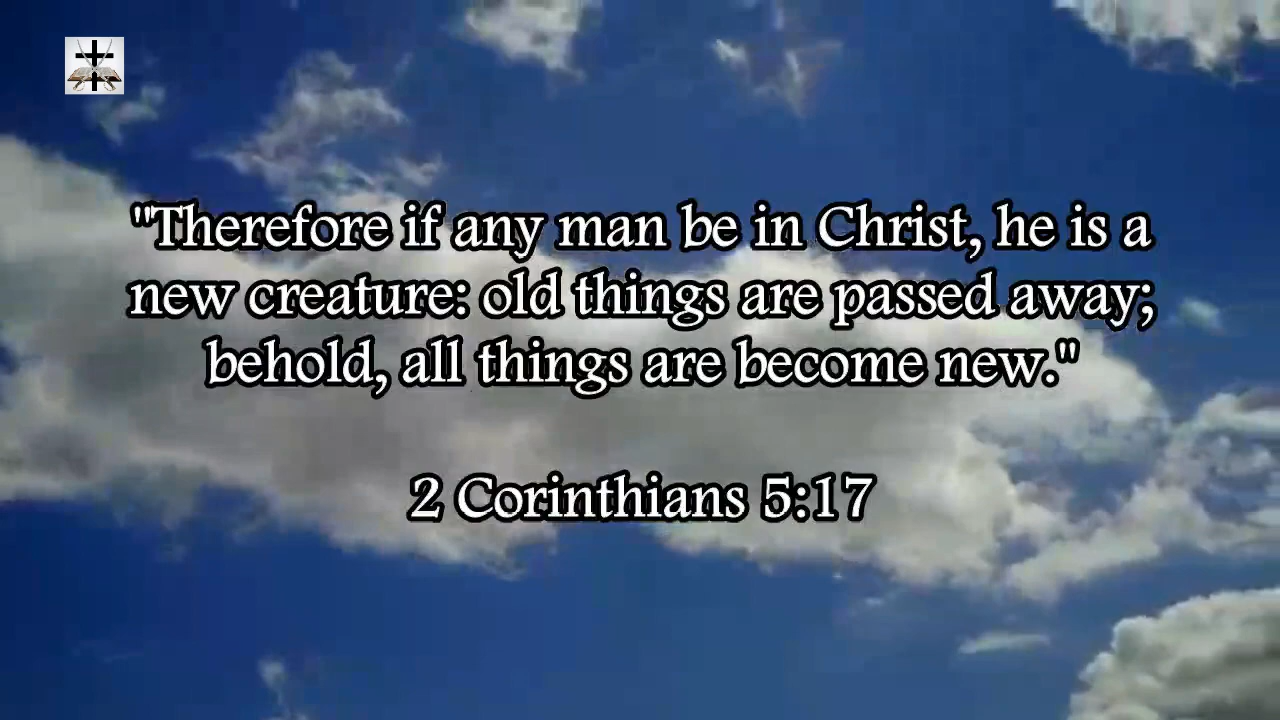 "Therefore if any man be in Christ, he is a
new creature: old things are passed away;
behold, all things are become new."
2 Corinthians 5:17